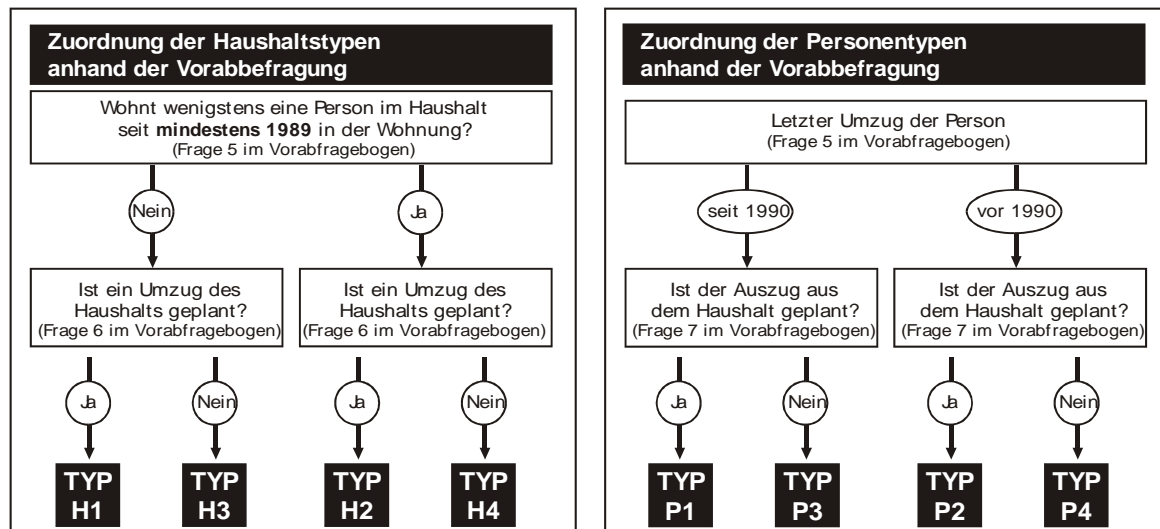 Zuordnung der Haushaltstypen
anhand der Vorabbefragung
Wohnt wenigstens eine Person im Haushalt
seit mindestens 1989 in der Wohnung?
(Frage 5 im Vorabfragebogen)
Nein
Ja
Ist ein Umzug des
Haushalts geplant?
(Frage 6 im Vorabfragebogen)
Ist ein Umzug des
Haushalts geplant?
(Frage 6 im Vorabfragebogen)
Ja
Nein
Ja
Nein
TYP
H1
TYP
H3
TYP
H2
TYP
H4
Zuordnung der Personentypen
anhand der Vorabbefragung
Letzter Umzug der Person
(Frage 5 im Vorabfragebogen)
seit 1990
vor 1990
Ist der Auszug aus
dem Haushalt geplant?
(Frage 7 im Vorabfragebogen)
Ist der Auszug aus
dem Haushalt geplant?
(Frage 7 im Vorabfragebogen)
Ja
Nein
Ja
Nein
TYP
P1
TYP
P3
TYP
P2
TYP
P4